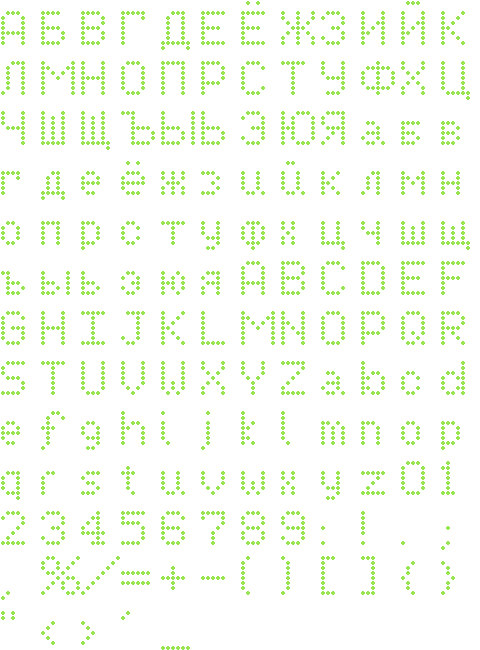 АБВГДЕЁЖЗИЙК
ЛМНОПРСТУФХЦ
ЧШЩЪЫЬЭЮЯабв
гдеёжзийклмн
опрстуфхцчшщ
ъыьэюяABCDEF
GHIJKLMNOPQR
STUVWXYZabcd
efghijklmnop
qrstuvwxyz01
23456789:!.;
,%/=+-()[]{}
"<>'_